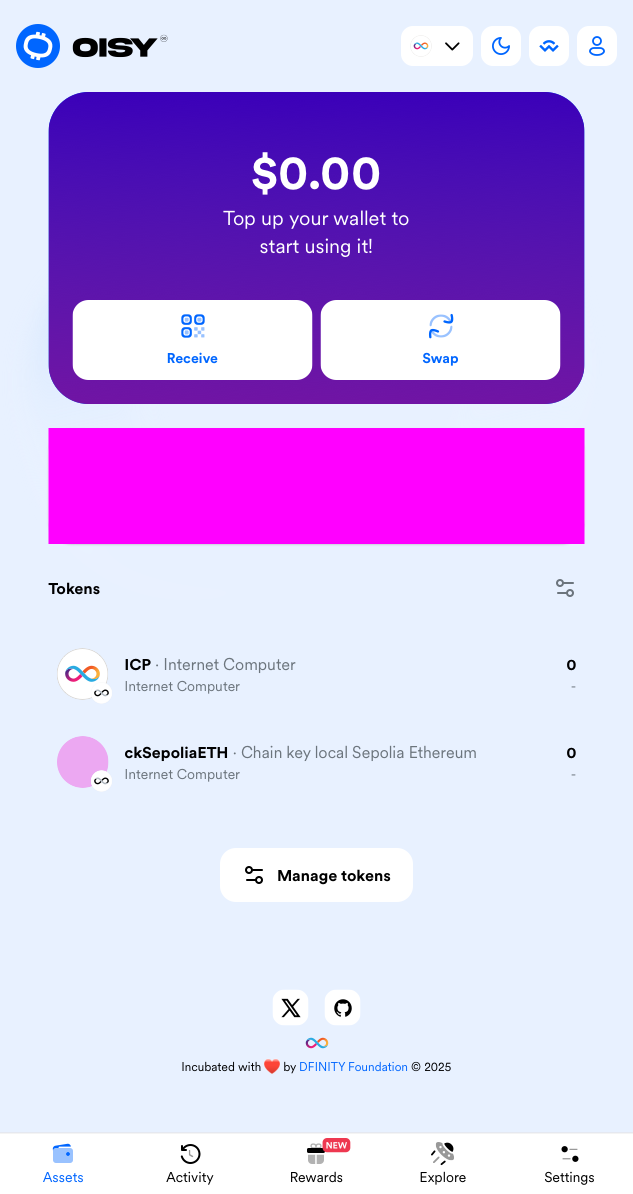 OISY
$0.00
Top up your wallet to
start using it!
Receive
Swap
Tokens
ICP · Internet Computer
0
Internet Computer
-
ckSepoliaETH · Chain key local Sepolia Ethereum
0
Internet Computer
-
Manage tokens
Incubated with ❤️ by DFINITY Foundation © 2025
NEW
Assets
Activity
Rewards
Explore
Settings